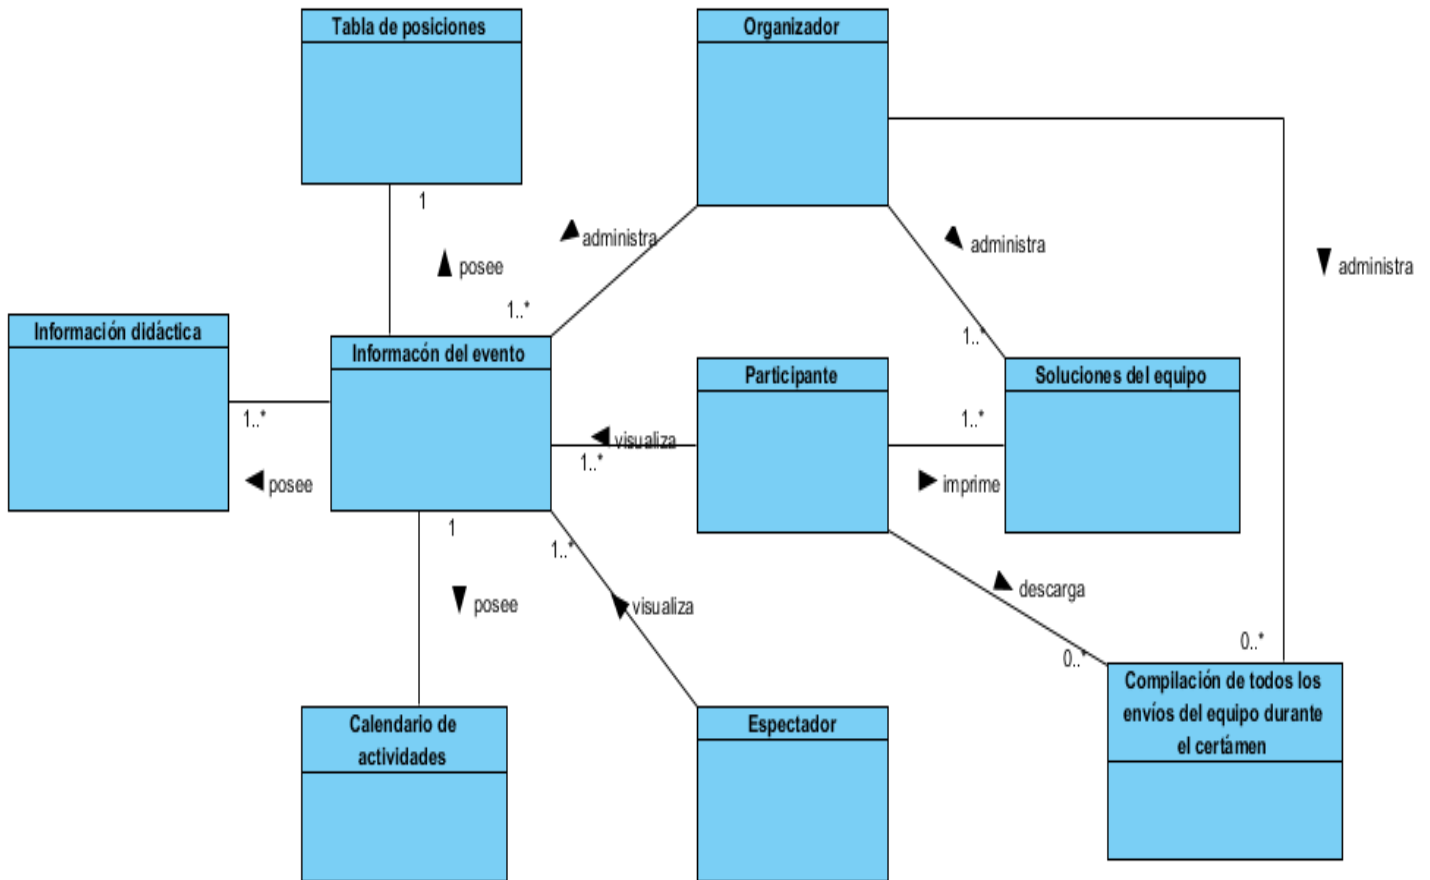 Tabla de posiciones
Organizador
1
administra
administra
posee
administra
1..*
1..*
Información didáctica
Informacón del evento
Participante
Soluciones del equipo
1..*
1..*
visualiza
1..*
posee
imprime
1
1..*
descarga
posee
visualiza
0..*
0..*
Compilación de todos los
envíos del equipo durante
el certámen
Calendario de
actividades
Espectador